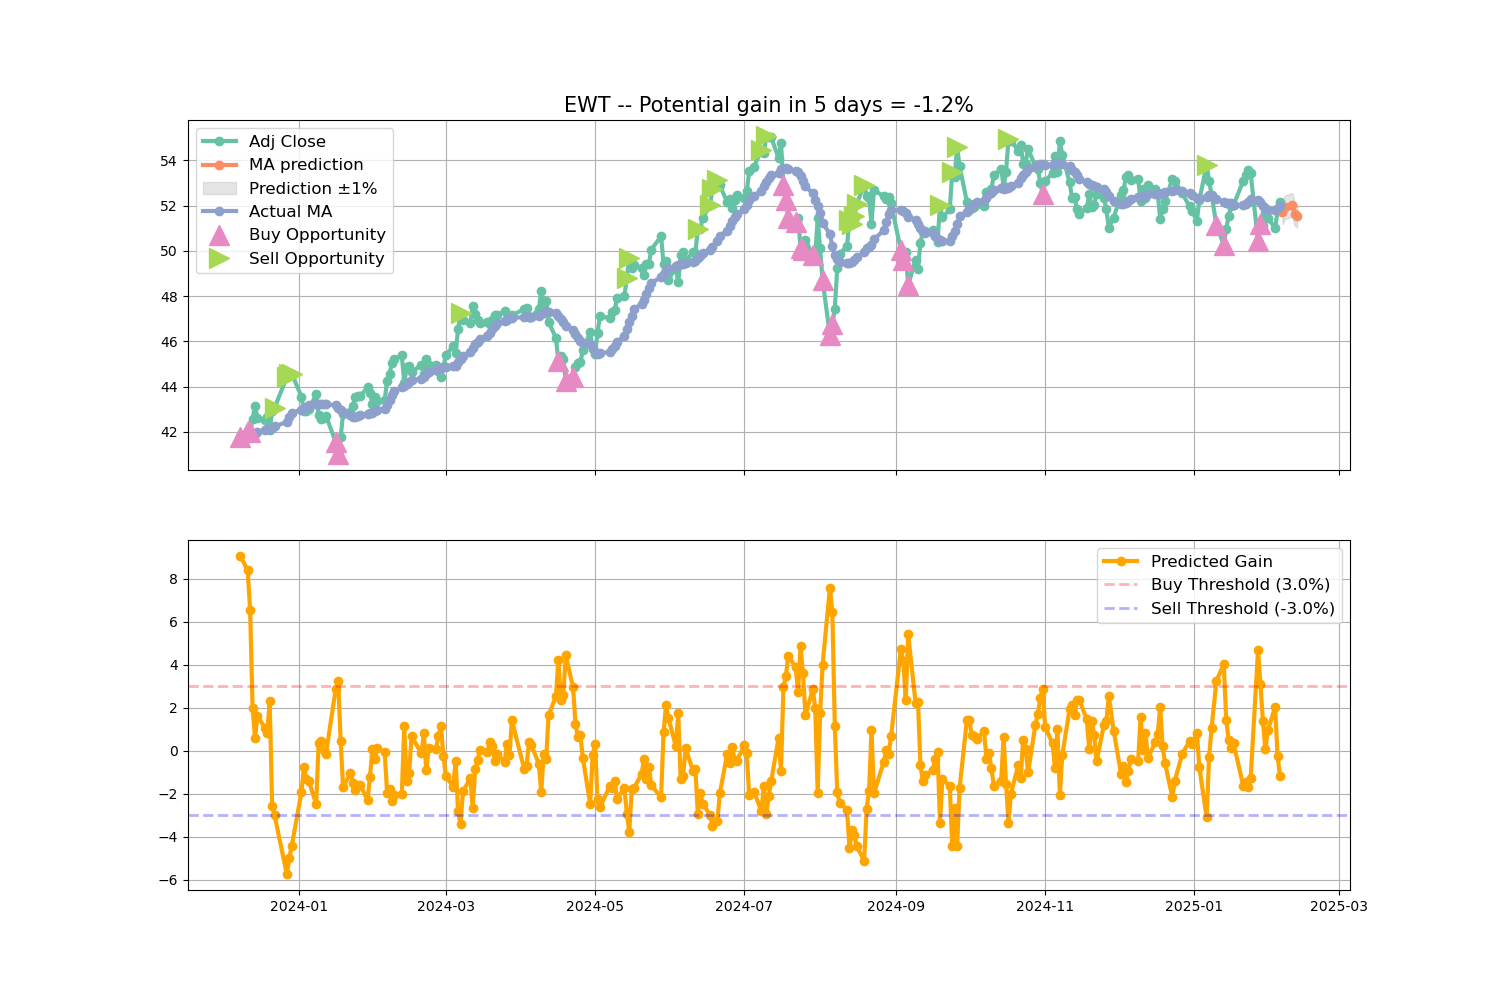 EWT -- Potential gain in 5 days = -1.2%
Adj Close
MA prediction
Prediction ±1%
Actual MA
Buy Opportunity
Sell Opportunity
54
52
50
48
46
44
42
Predicted Gain
Buy Threshold (3.0%)
Sell Threshold (-3.0%)
8
6
4
2
0
−2
−4
−6
2024-01 2024-03 2024-05 2024-07 2024-09 2024-11 2025-01 2025-03